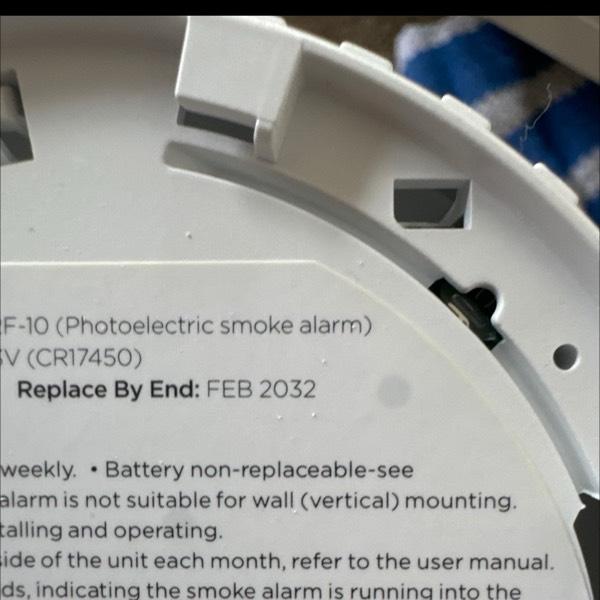 F-10 (Photoelectric smoke alarm)
V (CR17450)
Replace By End: FEB 2032
weekly. • Battery non-replaceable-see
alarm is not suitable for wall (vertical) mounting.
talling and operating.
side of the unit each month, refer to the user manual.
ds, indicating the smoke alarm is running into the